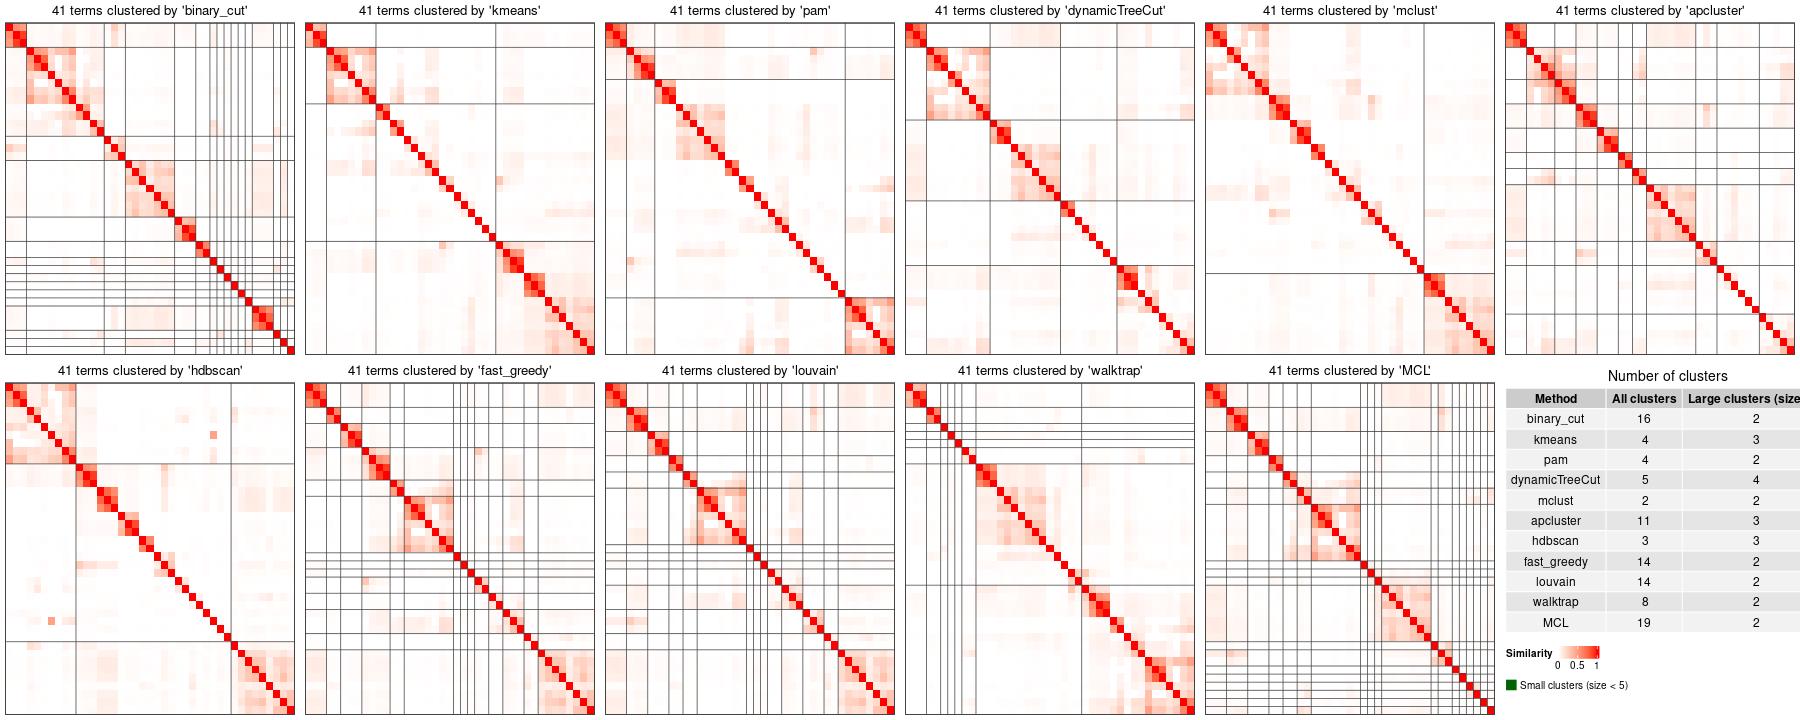 41 terms clustered by 'binary_cut'
41 terms clustered by 'kmeans'
41 terms clustered by 'pam'
41 terms clustered by 'dynamicTreeCut'
41 terms clustered by 'mclust'
41 terms clustered by 'apcluster'
41 terms clustered by 'hdbscan'
41 terms clustered by 'fast_greedy'
41 terms clustered by 'louvain'
41 terms clustered by 'walktrap'
41 terms clustered by 'MCL'
Number of clusters
Method All clusters Large clusters (size
binary_cut 16 2
kmeans 4 3
pam 4 2
dynamicTreeCut 5 4
mclust 2 2
apcluster 11 3
hdbscan 3 3
fast_greedy 14 2
louvain 14 2
walktrap 8 2
MCL 19 2
Similarity
0 0.5 1
Small clusters (size < 5)